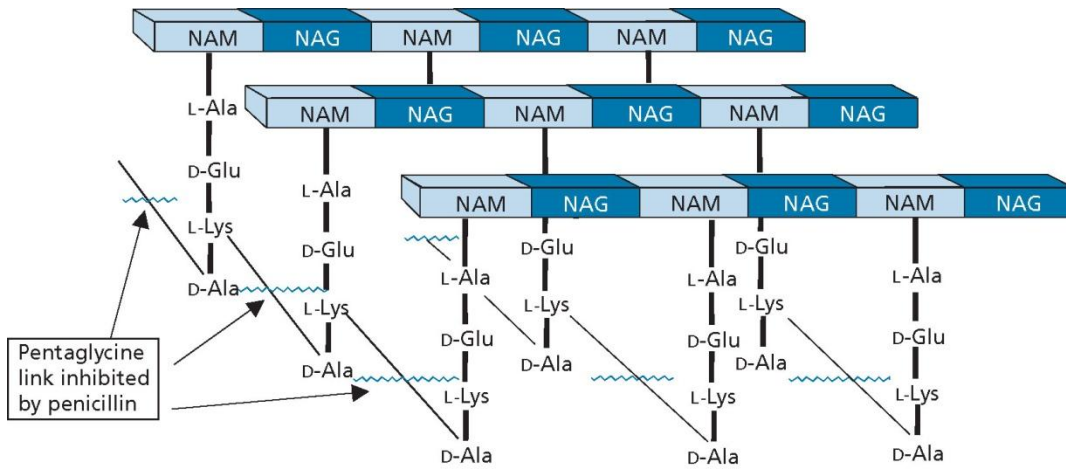 NAM NAG NAM NAG NAM NAG
L-Ala
NAM NAG NAM NAG NAM NAG
D-Glu
L-Ala
NAM NAG NAM NAG NAM NAG
L-Lys
D-Glu
D-Glu
D-Glu
L-Ala
L-Ala
L-Ala
D-Ala
L-Lys
L-Lys
L-Lys
D-Glu
D-Glu
D-Glu
D-Ala
D-Ala
D-Ala
L-Lys
L-Lys
L-Lys
D-Ala
D-Ala
D-Ala
Pentaglycine
link inhibited
by penicillin